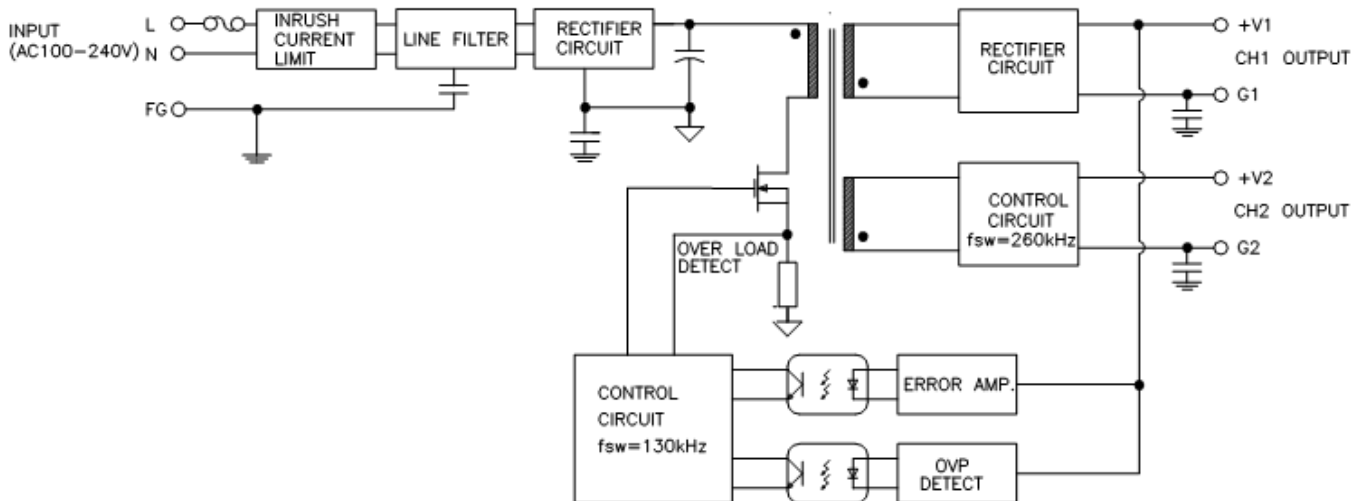 INPUT
(AC100-240V)
L
N
FG
INRUSH
CURRENT
LIMIT
LINE FILTER
RECTIFIER
CIRCUIT
RECTIFIER
CIRCUIT
+V1
CH1 OUTPUT
G1
CONTROL
CIRCUIT
fsw=260kHz
+V2
CH2 OUTPUT
G2
OVER LOAD
DETECT
CONTROL
CIRCUIT
fsw=130kHz
ERROR AMP.
OVP
DETECT